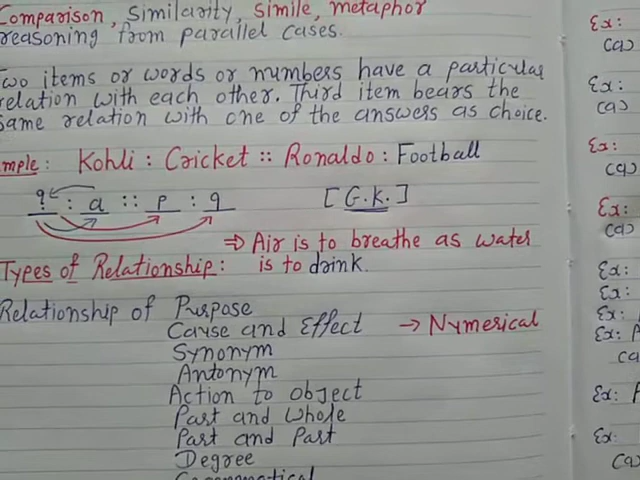 Comparison, similarity, simile, metaphor
reasoning from parallel cases.
Two items or words or numbers have a particular
relation with each other. Third item bears the
same relation with one of the answers as choice.
mple: Kohli : Cricket :: Ronaldo : Football
? : a :: p : q [G.K.]
⇒ Air is to breathe as water
Types of Relationship: is to drink.
Relationship of Purpose
Cause and Effect → Nymerical
Synonym
Antonym
Action to object
Part and Whole
Part and Part
Degree
Ex:
(a)
Ex:
(a)
Ex:
(a)
Ex:
(a)
Ex:
Ex:
Ex:
Ex:
(a)
Ex:
Ex:
(a)